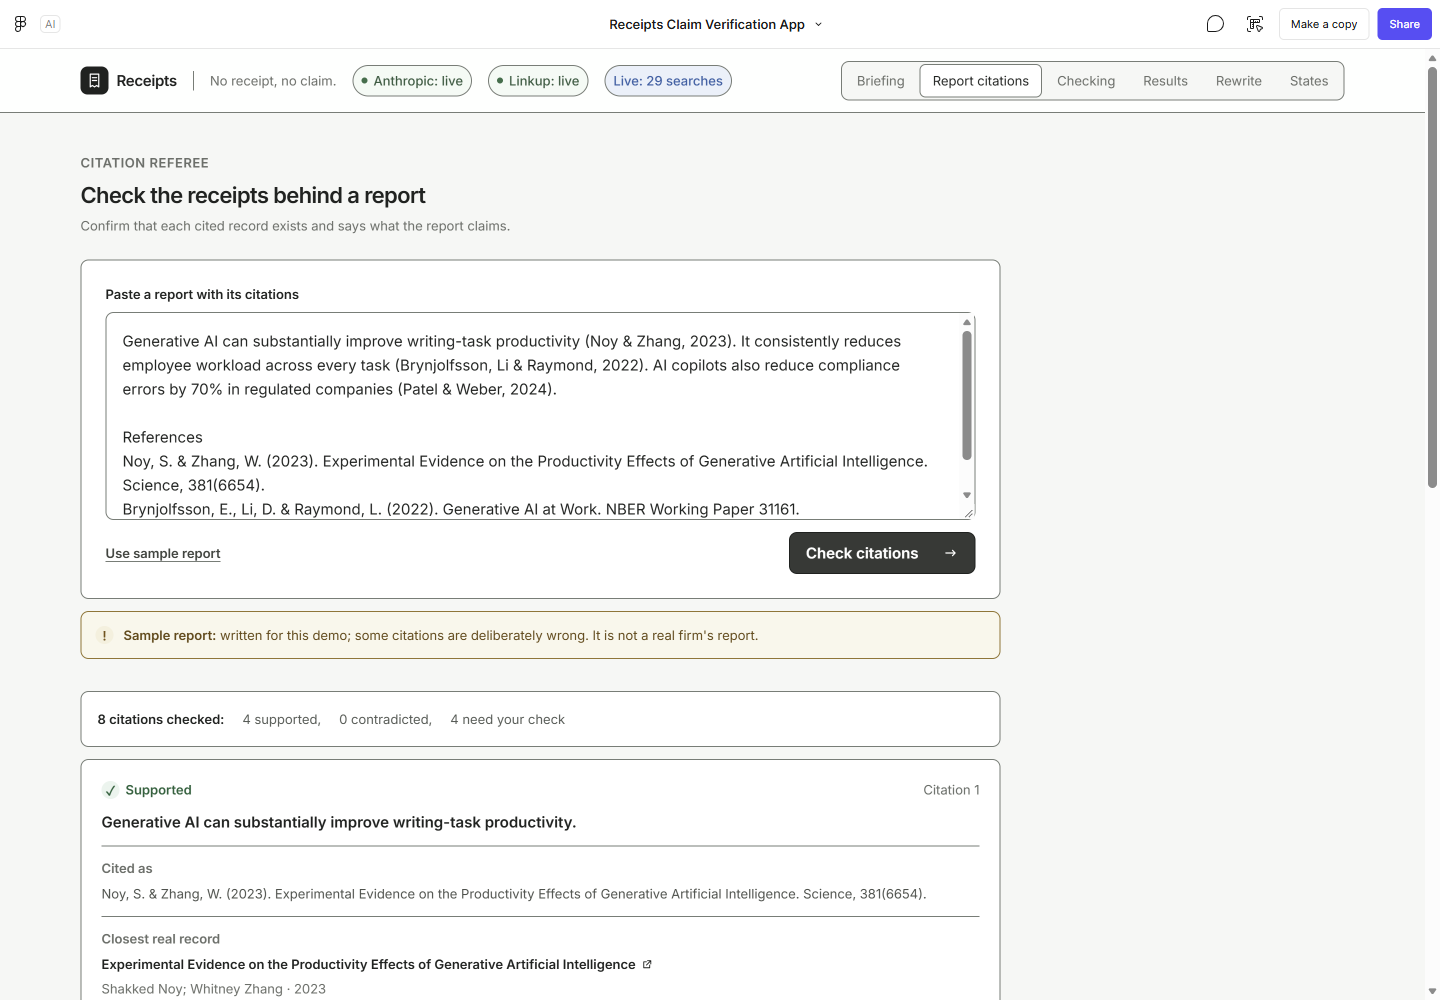 AI
Receipts Claim Verification App
Make a copy
Share
Receipts
No receipt, no claim.
Anthropic: live
Linkup: live
Live: 29 searches
Briefing
Report citations
Checking
Results
Rewrite
States
CITATION REFEREE
Check the receipts behind a report
Confirm that each cited record exists and says what the report claims.
Paste a report with its citations
Generative AI can substantially improve writing-task productivity (Noy & Zhang, 2023). It consistently reduces
employee workload across every task (Brynjolfsson, Li & Raymond, 2022). AI copilots also reduce compliance
errors by 70% in regulated companies (Patel & Weber, 2024).
References
Noy, S. & Zhang, W. (2023). Experimental Evidence on the Productivity Effects of Generative Artificial Intelligence.
Science, 381(6654).
Brynjolfsson, E., Li, D. & Raymond, L. (2022). Generative AI at Work. NBER Working Paper 31161.
Use sample report
Check citations →
! Sample report: written for this demo; some citations are deliberately wrong. It is not a real firm's report.
8 citations checked: 4 supported, 0 contradicted, 4 need your check
✓ Supported
Citation 1
Generative AI can substantially improve writing-task productivity.
Cited as
Noy, S. & Zhang, W. (2023). Experimental Evidence on the Productivity Effects of Generative Artificial Intelligence. Science, 381(6654).
Closest real record
Experimental Evidence on the Productivity Effects of Generative Artificial Intelligence
Shakked Noy; Whitney Zhang · 2023